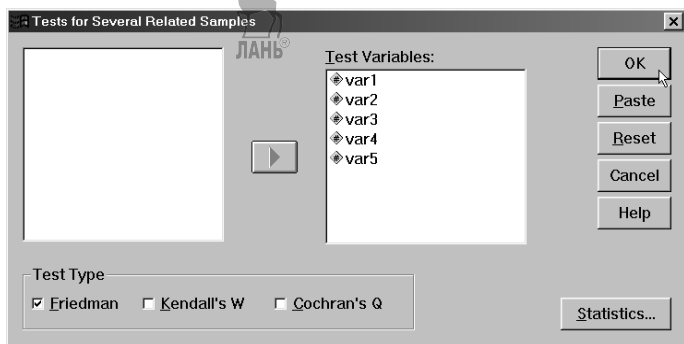 Tests for Several Related Samples
ЛАНЬ®
Test Variables:
var1
var2
var3
var4
var5
OK
Paste
Reset
Cancel
Help
Test Type
Friedman
Kendall's W
Cochran's Q
Statistics...